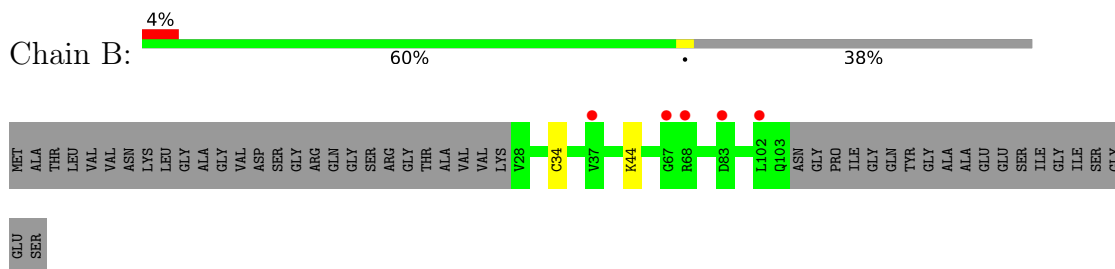 4%
Chain B:
60% • 38%
MET ALA THR LEU VAL VAL ASN LYS LEU GLY ALA GLY VAL ASP SER GLY ARG GLN GLY SER ARG GLY THR ALA VAL VAL LYS V28 C34 V37 K44 G67 R68 D83 L102 Q103 ASN GLY PRO ILE GLY GLN TYR GLY ALA ALA GLU GLU SER ILE GLY ILE SER GLY
GLU SER